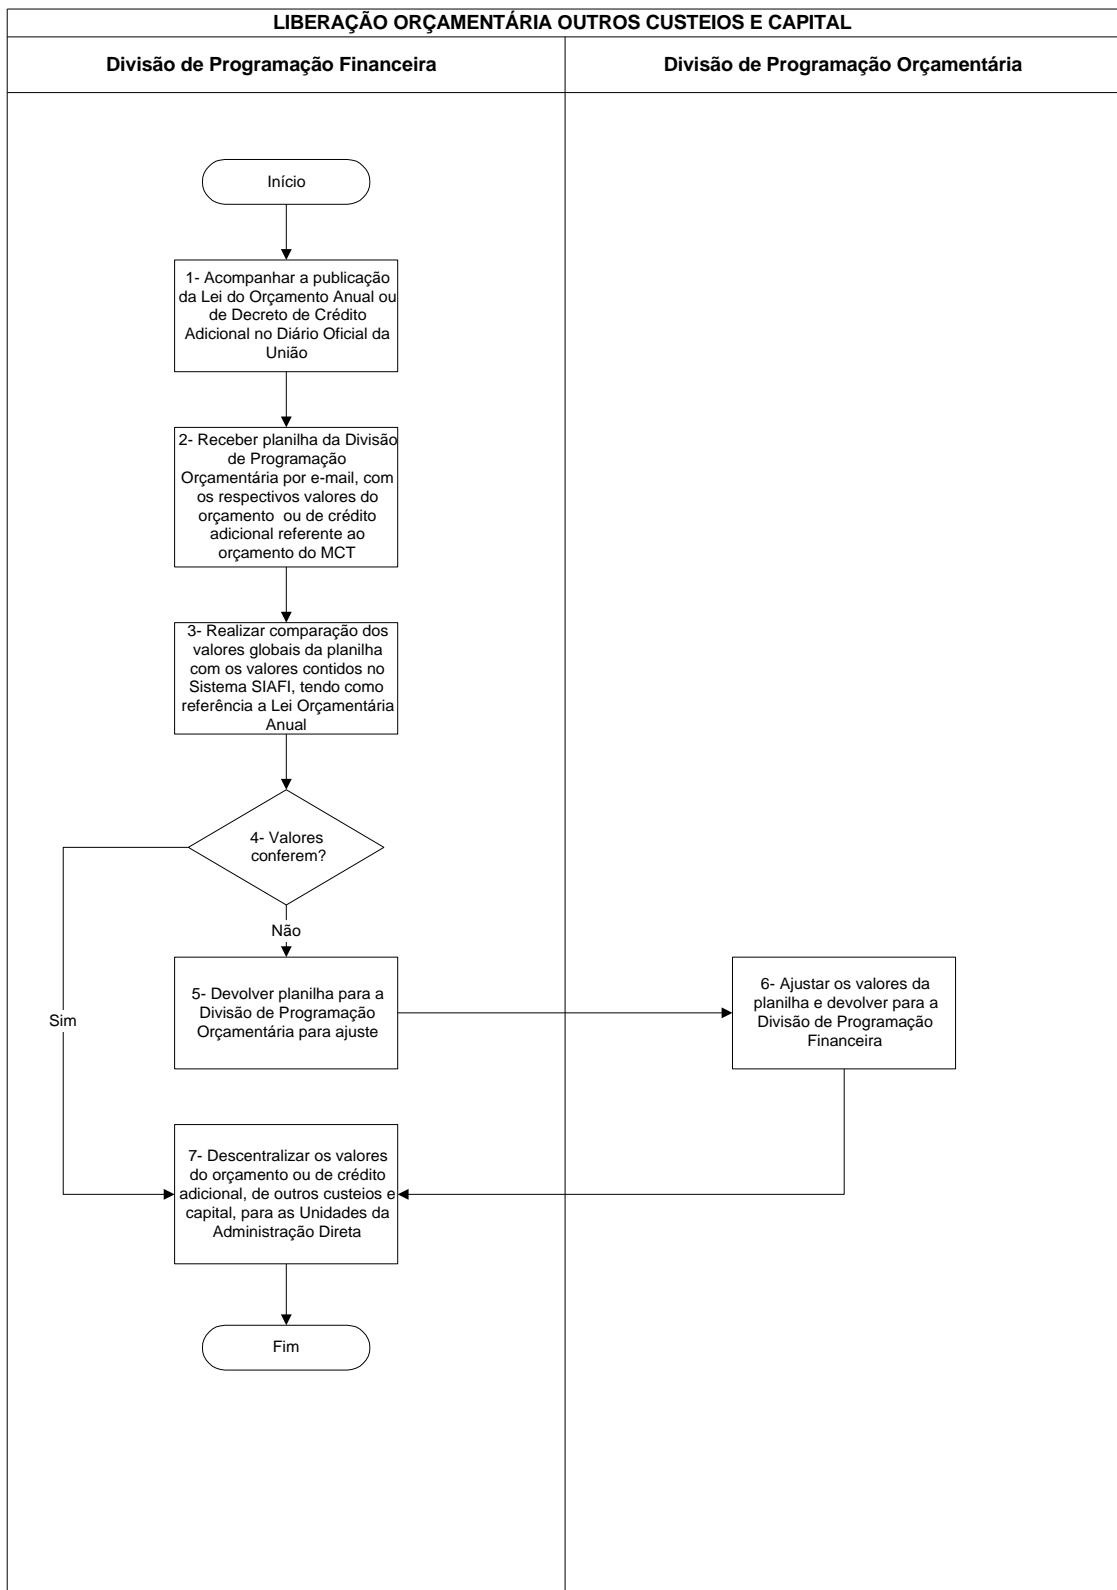 LIBERAÇÃO ORÇAMENTÁRIA OUTROS CUSTEIOS E CAPITAL
Divisão de Programação Financeira
Divisão de Programação Orçamentária
Início
1- Acompanhar a publicação
da Lei do Orçamento Anual ou
de Decreto de Crédito
Adicional no Diário Oficial da
União
2- Receber planilha da Divisão
de Programação
Orçamentária por e-mail, com
os respectivos valores do
orçamento ou de crédito
adicional referente ao
orçamento do MCT
3- Realizar comparação dos
valores globais da planilha
com os valores contidos no
Sistema SIAFI, tendo como
referência a Lei Orçamentária
Anual
4- Valores
conferem?
Não
Sim
5- Devolver planilha para a
Divisão de Programação
Orçamentária para ajuste
6- Ajustar os valores da
planilha e devolver para a
Divisão de Programação
Financeira
7- Descentralizar os valores
do orçamento ou de crédito
adicional, de outros custeios e
capital, para as Unidades da
Administração Direta
Fim